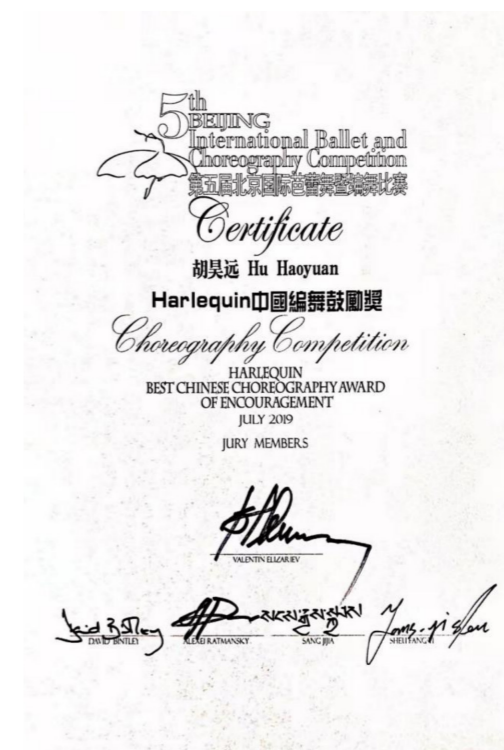 5th
BEIJING
International Ballet and
Choreography Competition
第五届北京国际芭蕾舞暨编舞比赛
Certificate
胡昊远 Hu Haoyuan
Harlequin中國編舞鼓勵獎
Choreography Competition
HARLEQUIN
BEST CHINESE CHOREOGRAPHY AWARD
OF ENCOURAGEMENT
JULY 2019
JURY MEMBERS
VALENTIN ELIZARIEV
DAVID BINTLEY ALEXEI RATMANSKY SANG JIJIA